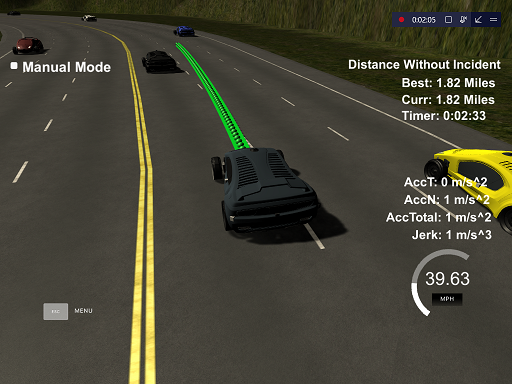 0:02:05
Manual Mode
Distance Without Incident
Best: 1.82 Miles
Curr: 1.82 Miles
Timer: 0:02:33
AccT: 0 m/s^2
AccN: 1 m/s^2
AccTotal: 1 m/s^2
Jerk: 1 m/s^3
39.63
MPH
ESC MENU